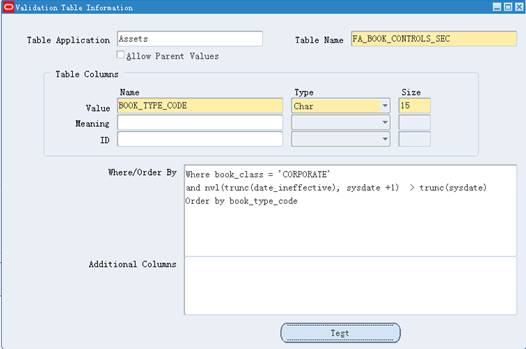 Validation Table Information
Table Application Assets Table Name FA_BOOK_CONTROLS_SEC
Allow Parent Values
Table Columns
Name Type Size
Value BOOK_TYPE_CODE Char 15
Meaning
ID
Where/Order By Where book_class = 'CORPORATE'
and nvl(trunc(date_ineffective), sysdate +1) > trunc(sysdate)
Order by book_type_code
Additional Columns
Test